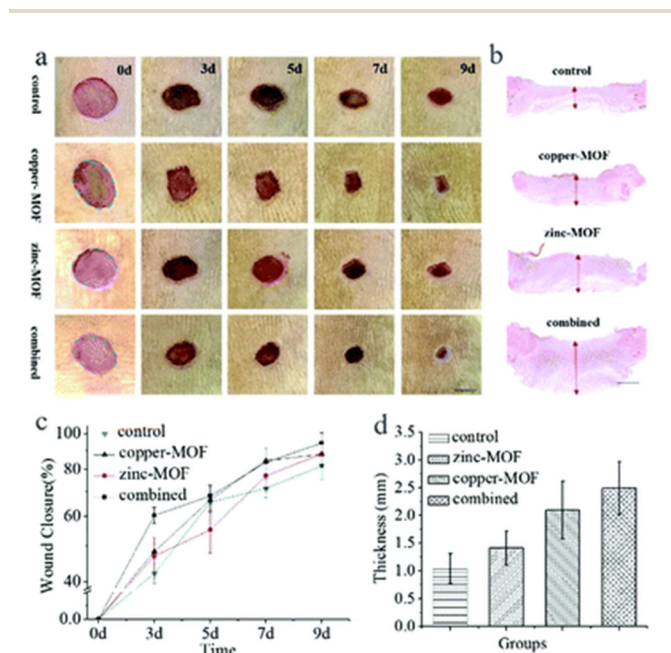 a
0d
3d
5d
7d
9d
control
copper-MOF
zinc-MOF
combined
b
control
copper-MOF
zinc-MOF
combined
c
control
copper-MOF
zinc-MOF
combined
Wound Closure(%)
100
80
60
40
0.0
0d
3d
5d
7d
9d
Time
d
control
zinc-MOF
copper-MOF
combined
Thickness (mm)
3.5
3.0
2.5
2.0
1.5
1.0
0.5
0.0
Groups